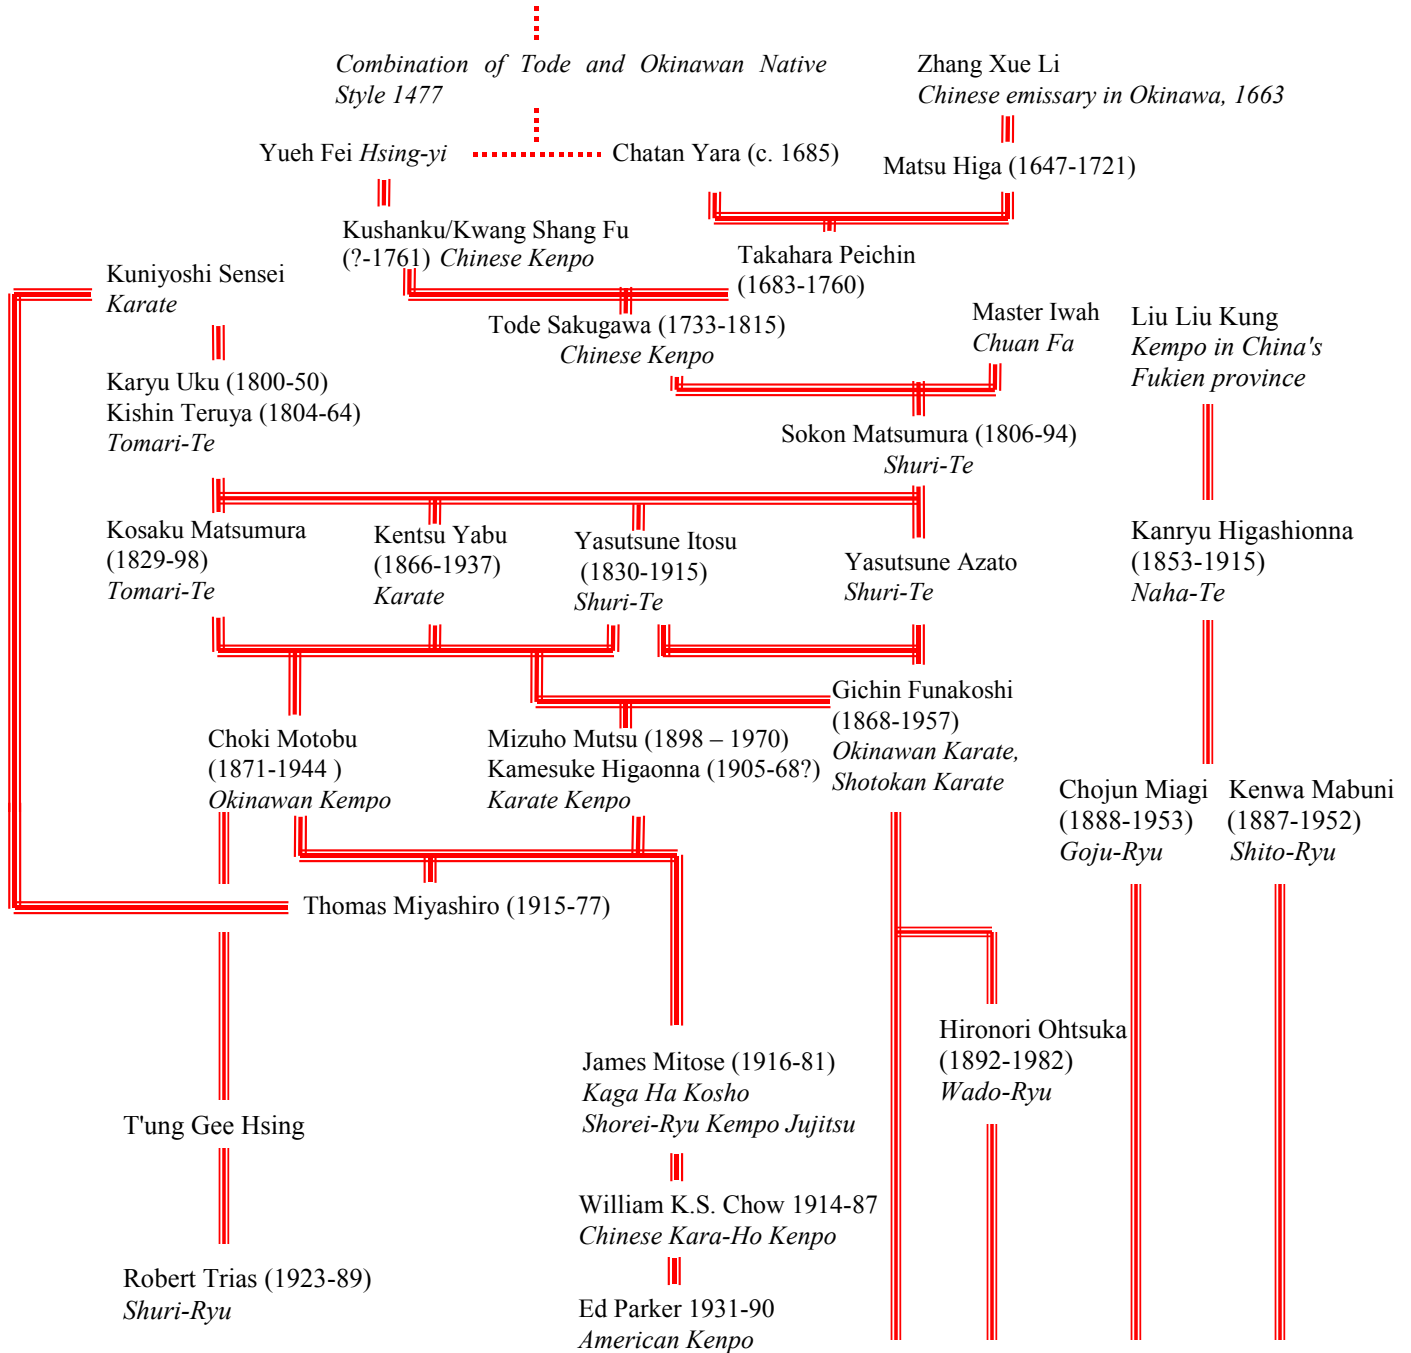 Combination of Tode and Okinawan Native
Style 1477
Zhang Xue Li
Chinese emissary in Okinawa, 1663
Yueh Fei Hsing-yi
Chatan Yara (c. 1685)
Matsu Higa (1647-1721)
Kushanku/Kwang Shang Fu
(?-1761) Chinese Kenpo
Takahara Peichin
(1683-1760)
Kuniyoshi Sensei
Karate
Tode Sakugawa (1733-1815)
Chinese Kenpo
Master Iwah
Chuan Fa
Liu Liu Kung
Kempo in China's
Fukien province
Karyu Uku (1800-50)
Kishin Teruya (1804-64)
Tomari-Te
Sokon Matsumura (1806-94)
Shuri-Te
Kosaku Matsumura
(1829-98)
Tomari-Te
Kentsu Yabu
(1866-1937)
Karate
Yasutsune Itosu
(1830-1915)
Shuri-Te
Yasutsune Azato
Shuri-Te
Kanryu Higashionna
(1853-1915)
Naha-Te
Choki Motobu
(1871-1944 )
Okinawan Kempo
Mizuho Mutsu (1898 – 1970)
Kamesuke Higaonna (1905-68?)
Karate Kenpo
Gichin Funakoshi
(1868-1957)
Okinawan Karate,
Shotokan Karate
Chojun Miagi
(1888-1953)
Goju-Ryu
Kenwa Mabuni
(1887-1952)
Shito-Ryu
Thomas Miyashiro (1915-77)
Hironori Ohtsuka
(1892-1982)
Wado-Ryu
James Mitose (1916-81)
Kaga Ha Kosho
Shorei-Ryu Kempo Jujitsu
T'ung Gee Hsing
William K.S. Chow 1914-87
Chinese Kara-Ho Kenpo
Robert Trias (1923-89)
Shuri-Ryu
Ed Parker 1931-90
American Kenpo